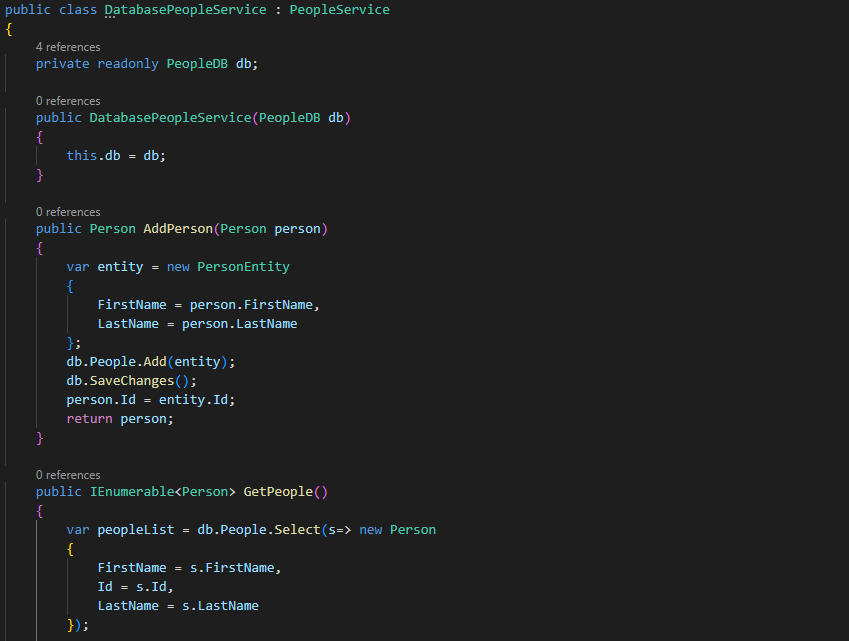 public class DatabasePeopleService : PeopleService
{
4 references
private readonly PeopleDB db;
0 references
public DatabasePeopleService(PeopleDB db)
{
this.db = db;
}
0 references
public Person AddPerson(Person person)
{
var entity = new PersonEntity
{
FirstName = person.FirstName,
LastName = person.LastName
};
db.People.Add(entity);
db.SaveChanges();
person.Id = entity.Id;
return person;
}
0 references
public IEnumerable<Person> GetPeople()
{
var peopleList = db.People.Select(s=> new Person
{
FirstName = s.FirstName,
Id = s.Id,
LastName = s.LastName
});